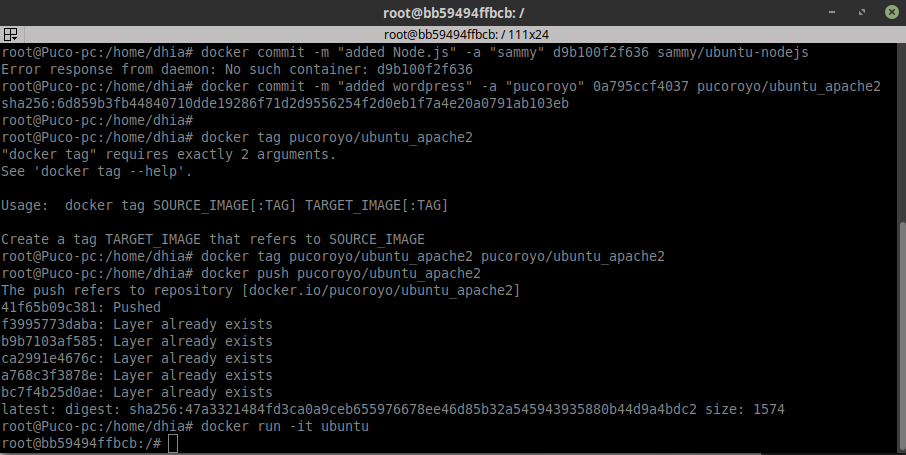 root@bb59494ffbcb: /
root@bb59494ffbcb: / 111x24
root@Puco-pc:/home/dhia# docker commit -m "added Node.js" -a "sammy" d9b100f2f636 sammy/ubuntu-nodejs
Error response from daemon: No such container: d9b100f2f636
root@Puco-pc:/home/dhia# docker commit -m "added wordpress" -a "pucoroyo" 0a795ccf4037 pucoroyo/ubuntu_apache2
sha256:6d859b3fb44840710dde19286f71d2d9556254f2d0eb1f7a4e20a0791ab103eb
root@Puco-pc:/home/dhia#
root@Puco-pc:/home/dhia# docker tag pucoroyo/ubuntu_apache2
"docker tag" requires exactly 2 arguments.
See 'docker tag --help'.
Usage:  docker tag SOURCE_IMAGE[:TAG] TARGET_IMAGE[:TAG]
Create a tag TARGET_IMAGE that refers to SOURCE_IMAGE
root@Puco-pc:/home/dhia# docker tag pucoroyo/ubuntu_apache2 pucoroyo/ubuntu_apache2
root@Puco-pc:/home/dhia# docker push pucoroyo/ubuntu_apache2
The push refers to repository [docker.io/pucoroyo/ubuntu_apache2]
41f65b09c381: Pushed
f3995773daba: Layer already exists
b9b7103af585: Layer already exists
ca2991e4676c: Layer already exists
a768c3f3878e: Layer already exists
bc7f4b25d0ae: Layer already exists
latest: digest: sha256:47a3321484fd3ca0a9ceb655976678ee46d85b32a545943935880b44d9a4bdc2 size: 1574
root@Puco-pc:/home/dhia# docker run -it ubuntu
root@bb59494ffbcb:/#